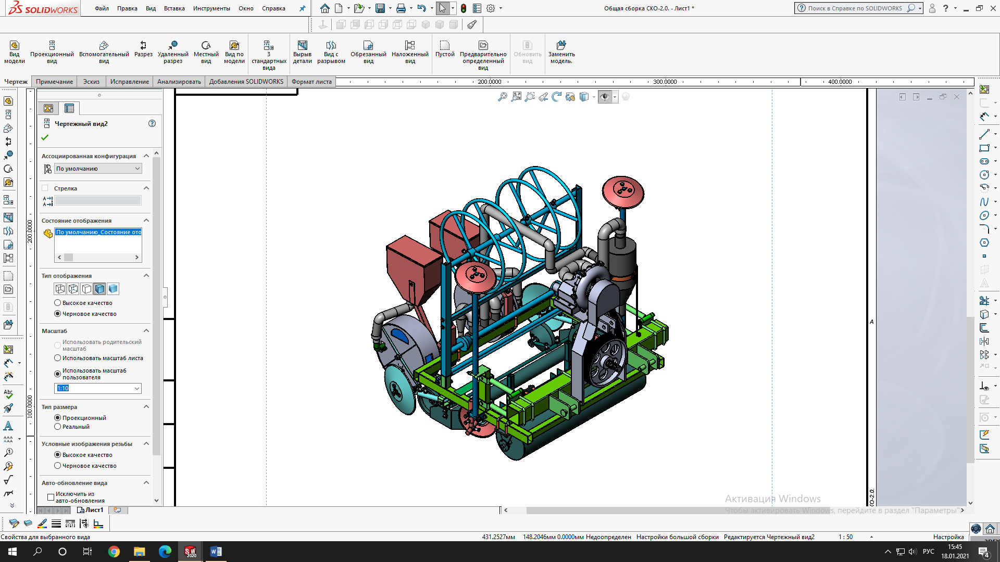 SOLIDWORKS
Файл Правка Вид Вставка Инструменты Окно Справка
Общая сборка СКО-2.0. - Лист1 *
Поиск в Справке по SOLIDWORKS
Вид модели
Проекционный вид
Вспомогательный вид
Разрез
Удаленный разрез
Местный вид
Вид по модели
3 стандартных вида
Вырыв детали
Вид с разрывом
Обрезанный вид
Наложенный вид
Пустой
Предварительно определенный вид
Обновить вид
Заменить модель.
Чертеж Примечание Эскиз Исправление Анализировать Добавления SOLIDWORKS Формат листа
200.0000 300.0000 400.0000
200.0000
100.0000
Чертежный вид2
Ассоциированная конфигурация
По умолчанию
Стрелка
Состояние отображения
По умолчанию_Состояние ото
Тип отображения
Высокое качество
Черновое качество
Масштаб
Использовать родительский
масштаб
Использовать масштаб листа
Использовать масштаб
пользователя
1:10
Тип размера
Проекционный
Реальный
Условные изображения резьбы
Высокое качество
Черновое качество
Авто-обновление вида
Исключить из
авто-обновления
A
КО-2.0.
Активация Windows
Чтобы активировать Windows, перейдите в раздел "Параметры"
Лист1
Свойства для выбранного вида
431.2527мм 148.2046мм 0.0000мм Недоопределен Настройки большой сборки Редактируется Чертежный вид2 1 : 50 Настройка
SW 2020
РУС
15:45
18.01.2021
4